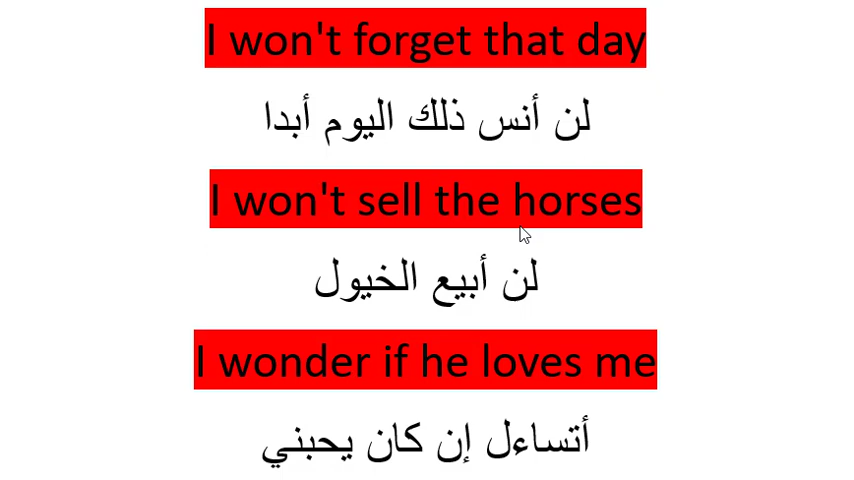 I won't forget that day
لن أنس ذلك اليوم أبدا
I won't sell the horses
لن أبيع الخيول
I wonder if he loves me
أتساءل إن كان يحبني